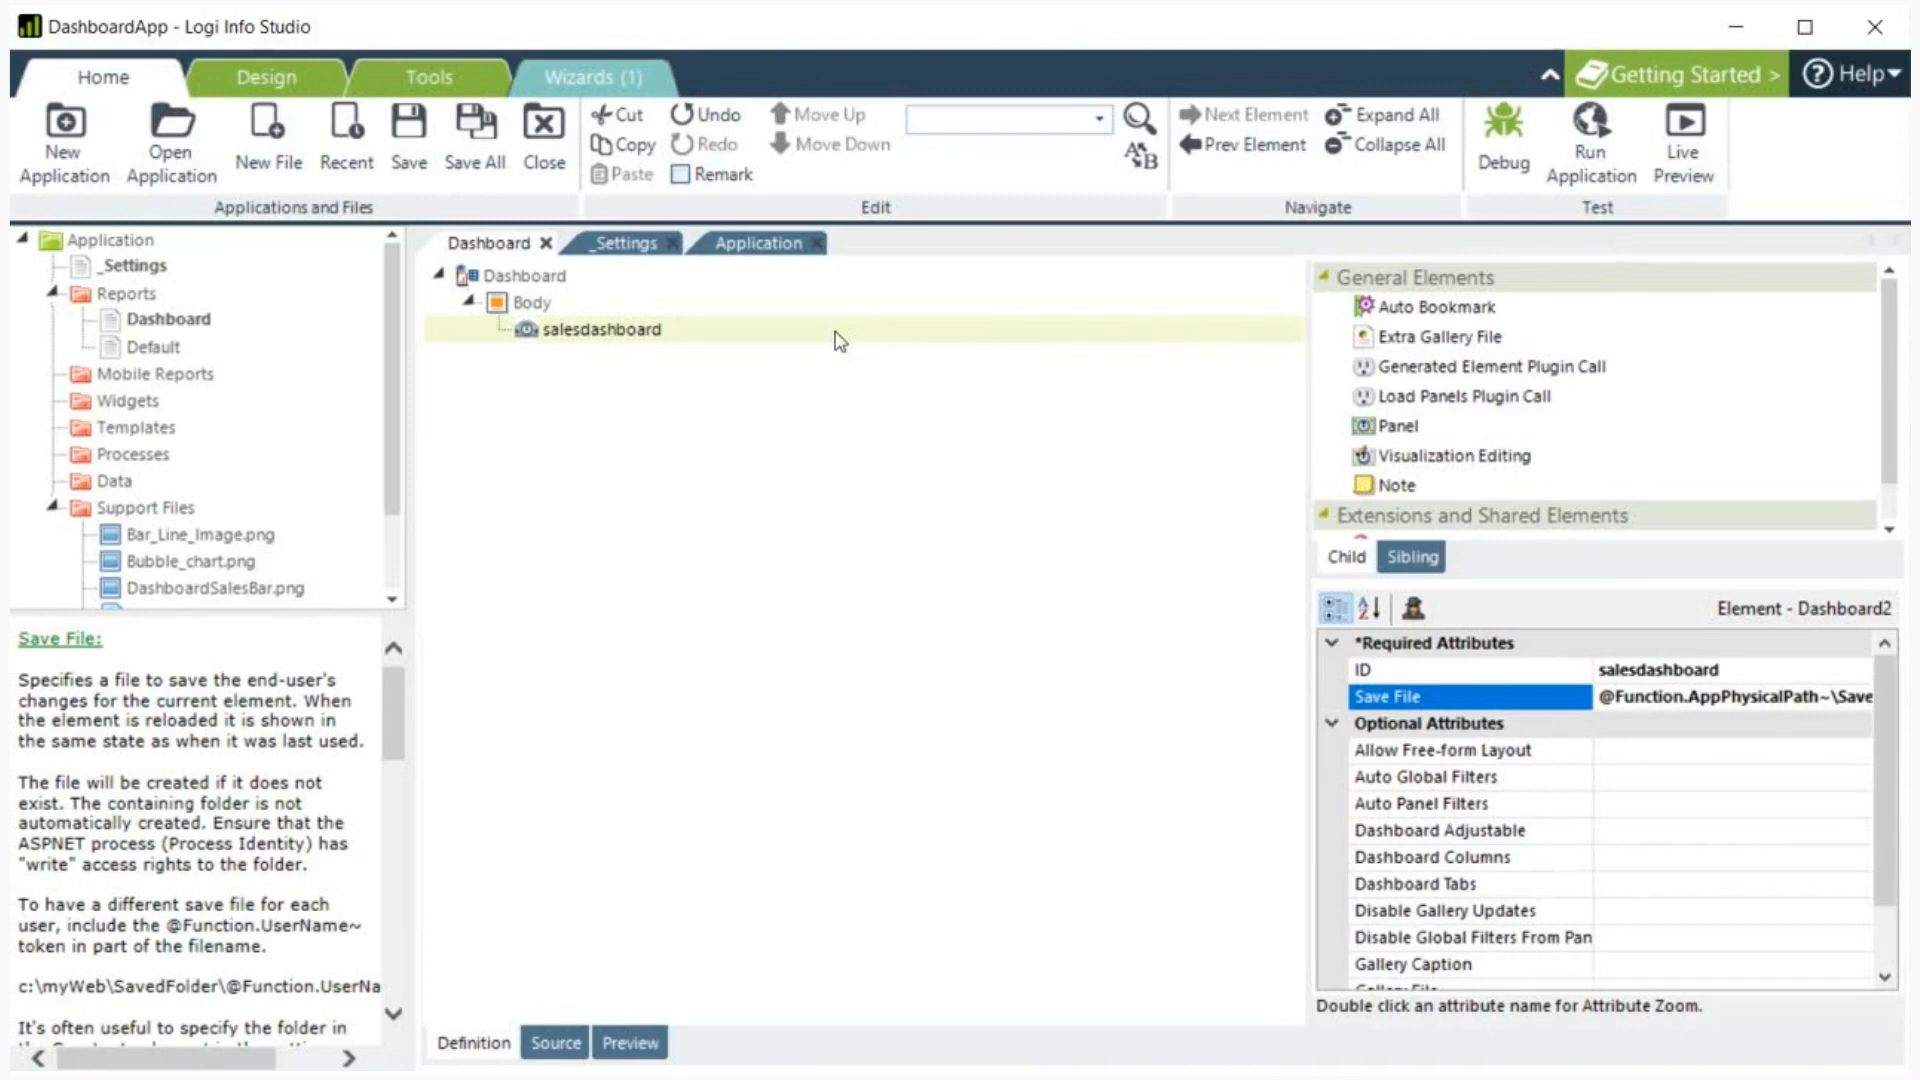 DashboardApp - Logi Info Studio
Home
Design
Tools
Wizards (1)
Getting Started >
Help
New Application
Open Application
New File
Recent
Save
Save All
Close
Applications and Files
Cut
Copy
Paste
Undo
Redo
Remark
Move Up
Move Down
Edit
Next Element
Prev Element
Expand All
Collapse All
Navigate
Debug
Run Application
Live Preview
Test
Application
_Settings
Reports
Dashboard
Default
Mobile Reports
Widgets
Templates
Processes
Data
Support Files
Bar_Line_Image.png
Bubble_chart.png
DashboardSalesBar.png
Save File:
Specifies a file to save the end-user's
changes for the current element. When
the element is reloaded it is shown in
the same state as when it was last used.
The file will be created if it does not
exist. The containing folder is not
automatically created. Ensure that the
ASPNET process (Process Identity) has
"write" access rights to the folder.
To have a different save file for each
user, include the @Function.UserName~
token in part of the filename.
c:\myWeb\SavedFolder\@Function.UserNa
It's often useful to specify the folder in
Dashboard
_Settings
Application
Dashboard
Body
salesdashboard
Definition
Source
Preview
General Elements
Auto Bookmark
Extra Gallery File
Generated Element Plugin Call
Load Panels Plugin Call
Panel
Visualization Editing
Note
Extensions and Shared Elements
Child
Sibling
Element - Dashboard2
*Required Attributes
ID salesdashboard
Save File @Function.AppPhysicalPath~\Save
Optional Attributes
Allow Free-form Layout
Auto Global Filters
Auto Panel Filters
Dashboard Adjustable
Dashboard Columns
Dashboard Tabs
Disable Gallery Updates
Disable Global Filters From Pan
Gallery Caption
Double click an attribute name for Attribute Zoom.